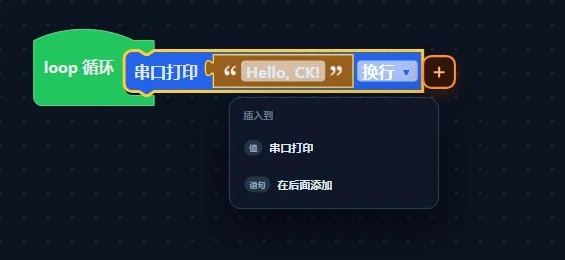 loop 循环 串口打印 “ Hello, CK! ” 换行 ▾ +
插入到
值 串口打印
语句 在后面添加